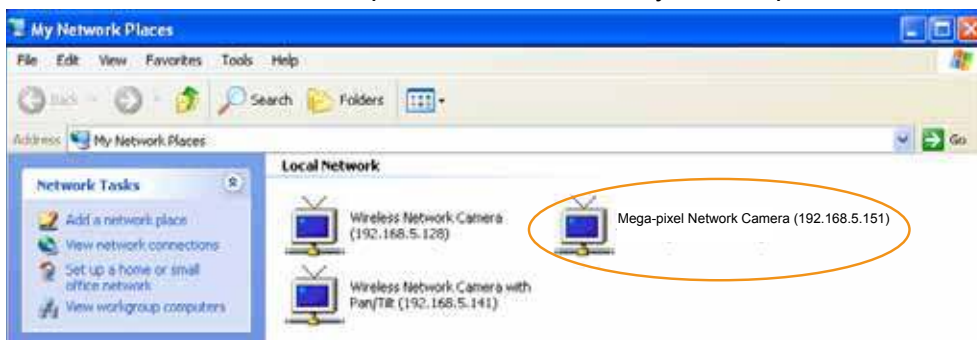 My Network Places
File Edit View Favorites Tools Help
Back Search Folders
Address My Network Places Go
Local Network
Network Tasks
Add a network place
View network connections
Set up a home or small
office network
View workgroup computers
Wireless Network Camera
(192.168.5.128)
Mega-pixel Network Camera (192.168.5.151)
Wireless Network Camera with
Pan/Tilt (192.168.5.141)